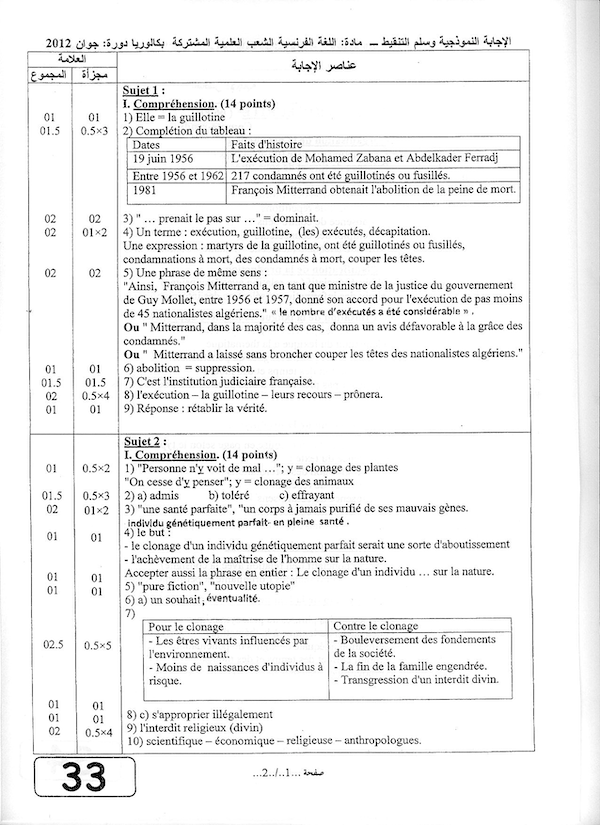 الإجابة النموذجية وسلم التنقيط ـــ مادة: اللغة الفرنسية الشعب العلمية المشتركة بكالوريا دورة: جوان 2012
العلامة
عناصر الإجابة
المجموع مجزأة
Sujet 1 :
I. Compréhension. (14 points)
01 01 1) Elle = la guillotine
01.5 0.5×3 2) Complétion du tableau :
Dates Faits d'histoire
19 juin 1956 L'exécution de Mohamed Zabana et Abdelkader Ferradj
Entre 1956 et 1962 217 condamnés ont été guillotinés ou fusillés.
1981 François Mitterrand obtenait l'abolition de la peine de mort.
02 02 3) " … prenait le pas sur …" = dominait.
02 01×2 4) Un terme : exécution, guillotine, (les) exécutés, décapitation.
Une expression : martyrs de la guillotine, ont été guillotinés ou fusillés,
condamnations à mort, des condamnés à mort, couper les têtes.
02 02 5) Une phrase de même sens :
"Ainsi, François Mitterrand a, en tant que ministre de la justice du gouvernement
de Guy Mollet, entre 1956 et 1957, donné son accord pour l'exécution de pas moins
de 45 nationalistes algériens." « le nombre d'exécutés a été considérable » .
Ou " Mitterrand, dans la majorité des cas, donna un avis défavorable à la grâce des
condamnés."
Ou " Mitterrand a laissé sans broncher couper les têtes des nationalistes algériens."
01 01 6) abolition = suppression.
01.5 01.5 7) C'est l'institution judiciaire française.
02 0.5×4 8) l'exécution – la guillotine – leurs recours – prônera.
01 01 9) Réponse : rétablir la vérité.
Sujet 2 :
I. Compréhension. (14 points)
01 0.5×2 1) "Personne n'y voit de mal …"; y = clonage des plantes
"On cesse d'y penser"; y = clonage des animaux
01.5 0.5×3 2) a) admis b) toléré c) effrayant
02 01×2 3) "une santé parfaite", "un corps à jamais purifié de ses mauvais gènes.
individu génétiquement parfait- en pleine santé .
01 01 4) le but :
- le clonage d'un individu génétiquement parfait serait une sorte d'aboutissement
- l'achèvement de la maîtrise de l'homme sur la nature.
01 01 Accepter aussi la phrase en entier : Le clonage d'un individu … sur la nature.
01 01 5) "pure fiction", "nouvelle utopie"
6) a) un souhait, éventualité.
7)
Pour le clonage Contre le clonage
02.5 0.5×5 - Les êtres vivants influencés par - Bouleversement des fondements
l'environnement. de la société.
- Moins de naissances d'individus à - La fin de la famille engendrée.
risque. - Transgression d'un interdit divin.
01 01 8) c) s'approprier illégalement
01 01 9) l'interdit religieux (divin)
02 0.5×4 10) scientifique – économique – religieuse – anthropologues.
33
صفحة ...1../..2...